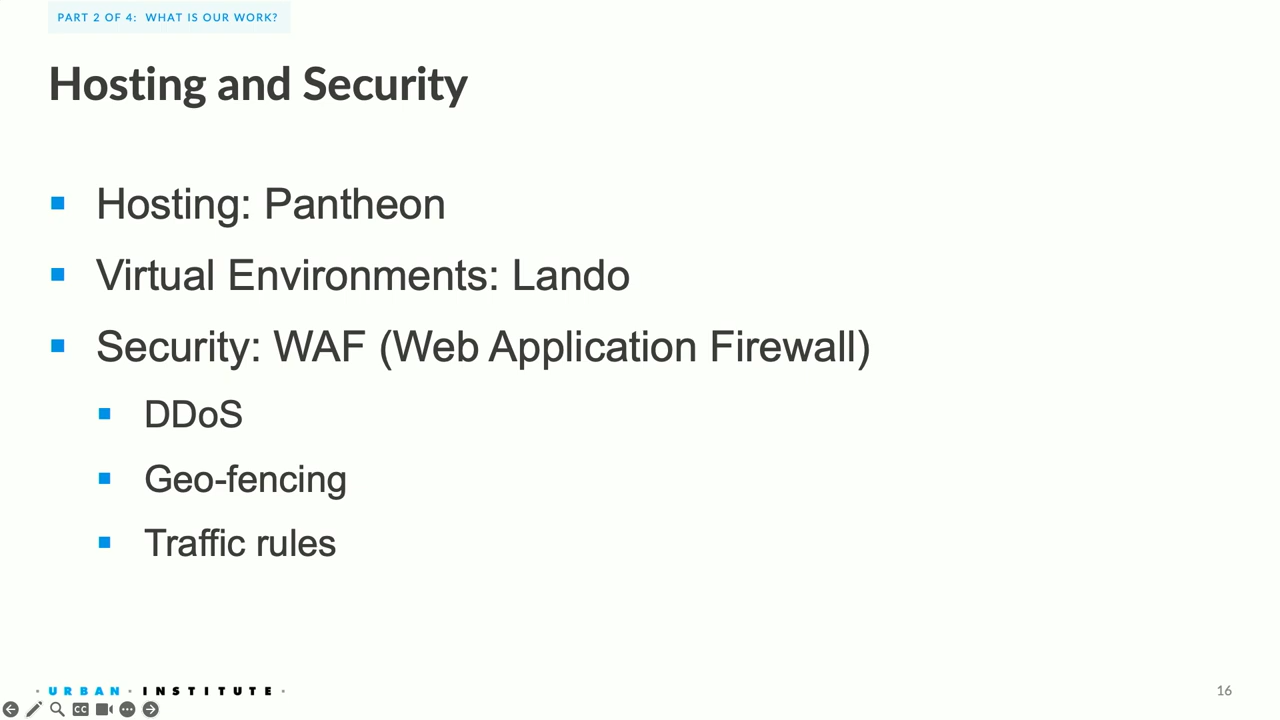 PART 2 OF 4: WHAT IS OUR WORK?
Hosting and Security
Hosting: Pantheon
Virtual Environments: Lando
Security: WAF (Web Application Firewall)
DDoS
Geo-fencing
Traffic rules
· URBAN · INSTITUTE ·
16
CC